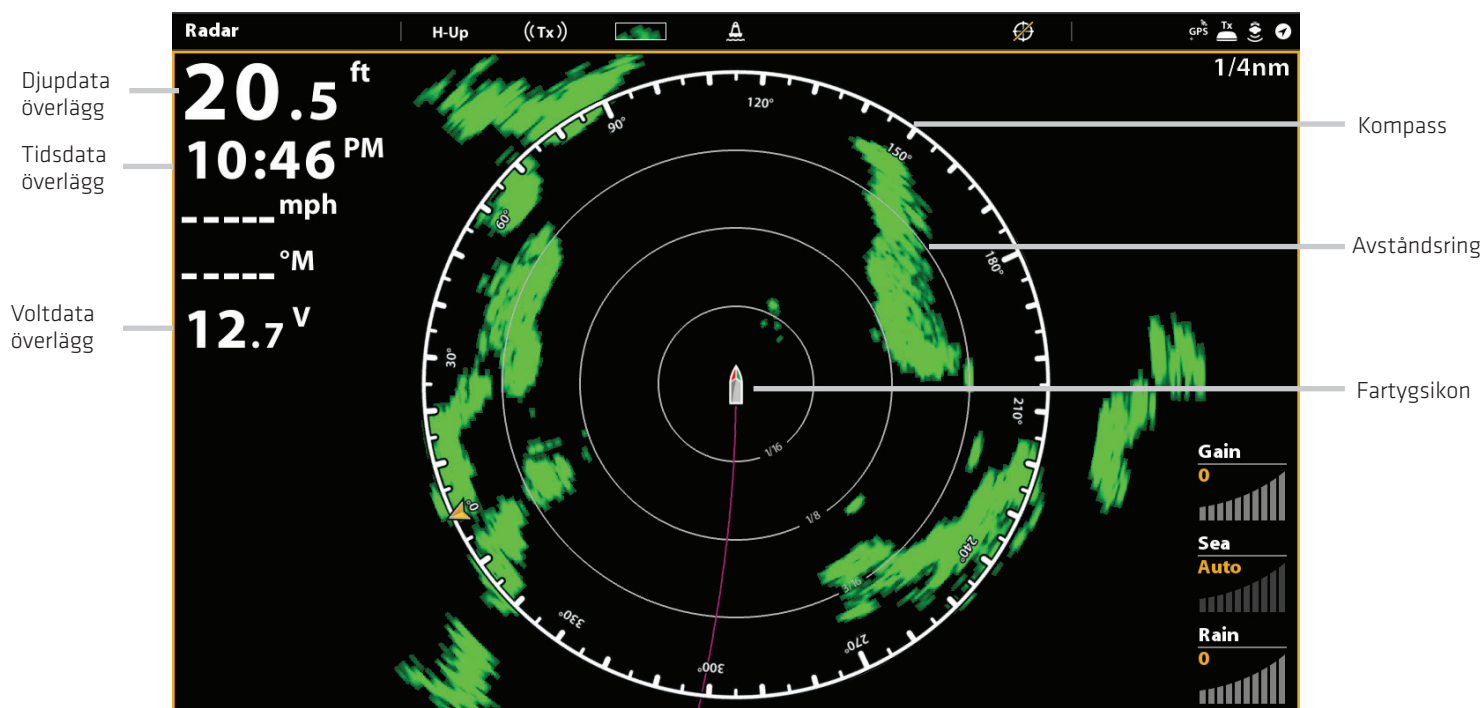 Radar
H-Up
((Tx))
GPS
Tx
1/4nm
Djupdata
överlägg
20.5 ft
Tidsdata
överlägg
10:46 PM
-----mph
-----°M
Voltdata
överlägg
12.7 V
Kompass
Avståndsring
Fartygsikon
120°
90°
150°
60°
180°
30°
210°
0°
240°
330°
270°
300°
1/16
1/8
3/16
Gain
0
Sea
Auto
Rain
0